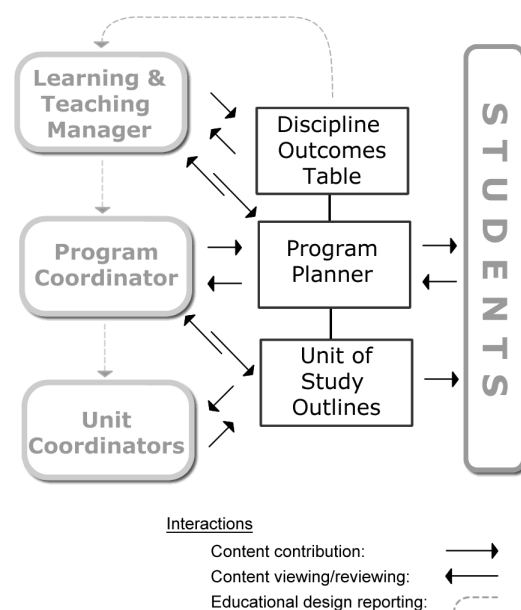 Learning &
Teaching
Manager
Discipline
Outcomes
Table
Program
Coordinator
Program
Planner
Unit
Coordinators
Unit of
Study
Outlines
STUDENTS
Interactions
Content contribution:
Content viewing/reviewing:
Educational design reporting: